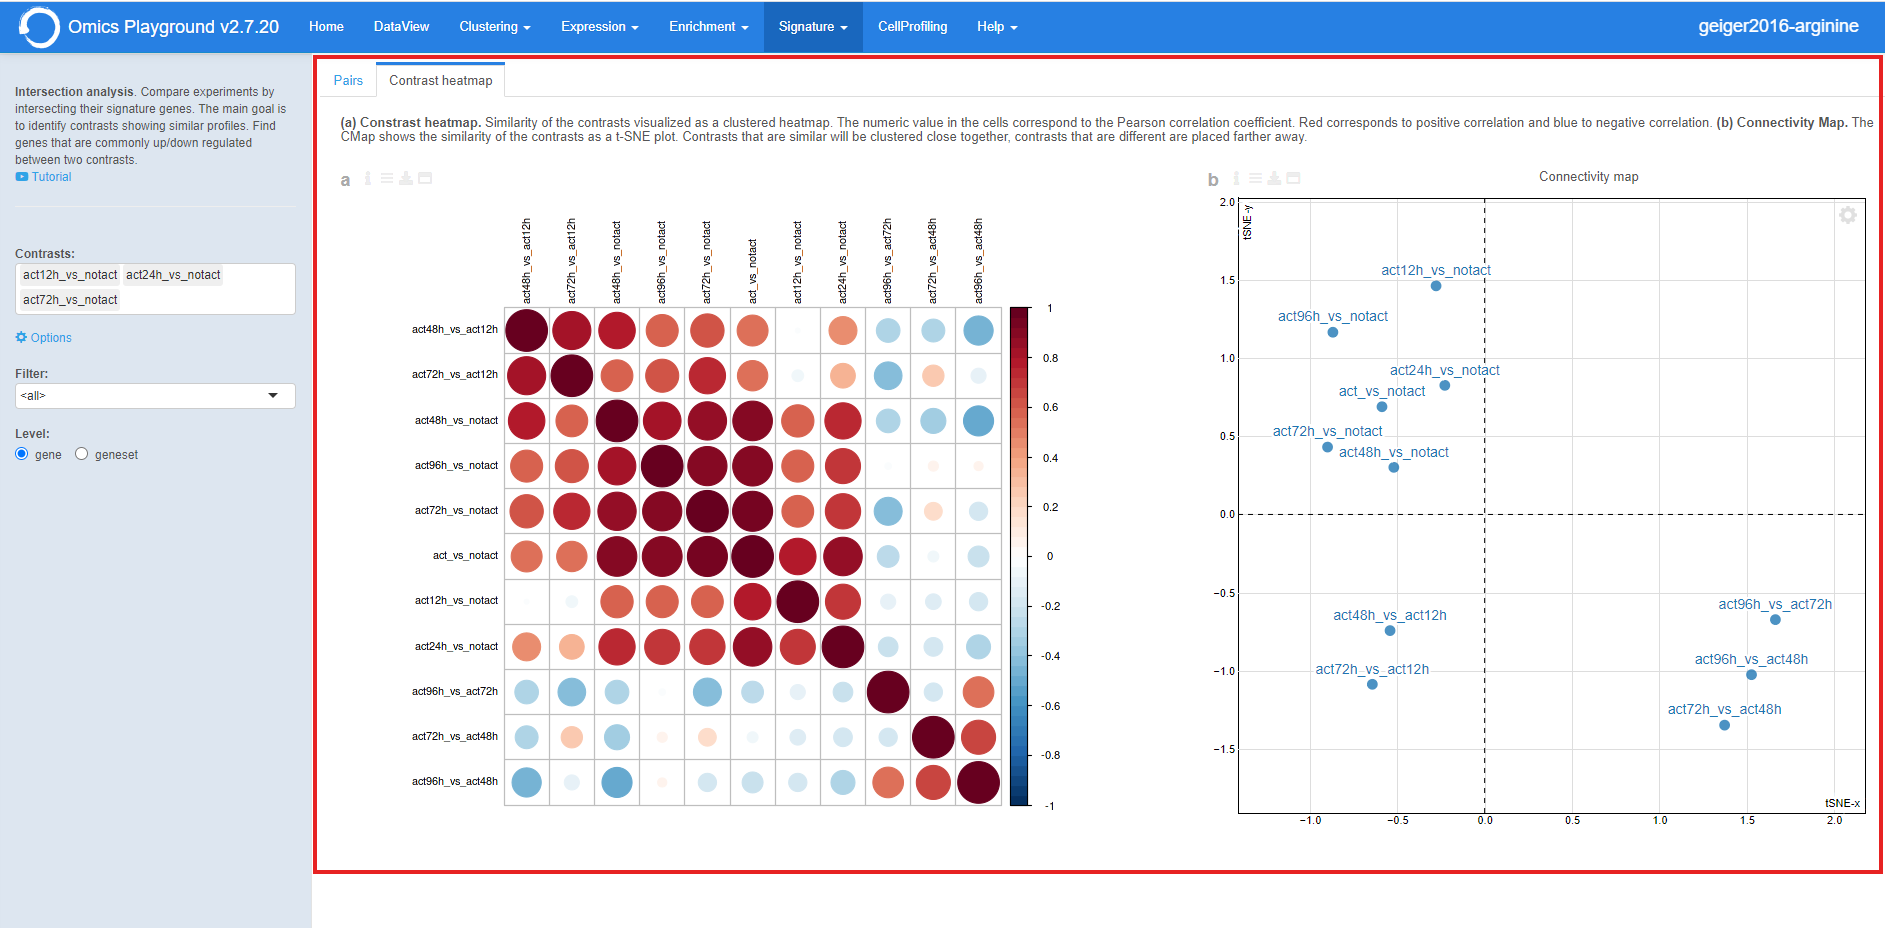 Omics Playground v2.7.20
Home
DataView
Clustering
Expression
Enrichment
Signature
CellProfiling
Help
geiger2016-arginine
Intersection analysis. Compare experiments by
intersecting their signature genes. The main goal is
to identify contrasts showing similar profiles. Find
genes that are commonly up/down regulated
between two contrasts.
Tutorial
Contrasts:
act12h_vs_notact act24h_vs_notact
act72h_vs_notact
Options
Filter:
<all>
Level:
gene geneset
Pairs
Contrast heatmap
(a) Constrast heatmap. Similarity of the contrasts visualized as a clustered heatmap. The numeric value in the cells correspond to the Pearson correlation coefficient. Red corresponds to positive correlation and blue to negative correlation. (b) Connectivity Map. The
CMap shows the similarity of the contrasts as a t-SNE plot. Contrasts that are similar will be clustered close together, contrasts that are different are placed farther away.
a
act48h_vs_act12h
act72h_vs_act12h
act48h_vs_notact
act96h_vs_notact
act72h_vs_notact
act_vs_notact
act12h_vs_notact
act24h_vs_notact
act96h_vs_act72h
act72h_vs_act48h
act96h_vs_act48h
act48h_vs_act12h
act72h_vs_act12h
act48h_vs_notact
act96h_vs_notact
act72h_vs_notact
act_vs_notact
act12h_vs_notact
act24h_vs_notact
act96h_vs_act72h
act72h_vs_act48h
act96h_vs_act48h
1
0.8
0.6
0.4
0.2
0
-0.2
-0.4
-0.6
-0.8
-1
b
Connectivity map
tSNE-y
2.0
1.5
1.0
0.5
0.0
−0.5
−1.0
−1.5
act12h_vs_notact
act96h_vs_notact
act24h_vs_notact
act_vs_notact
act72h_vs_notact
act48h_vs_notact
act96h_vs_act72h
act48h_vs_act12h
act96h_vs_act48h
act72h_vs_act12h
act72h_vs_act48h
tSNE-x
−1.0
−0.5
0.0
0.5
1.0
1.5
2.0